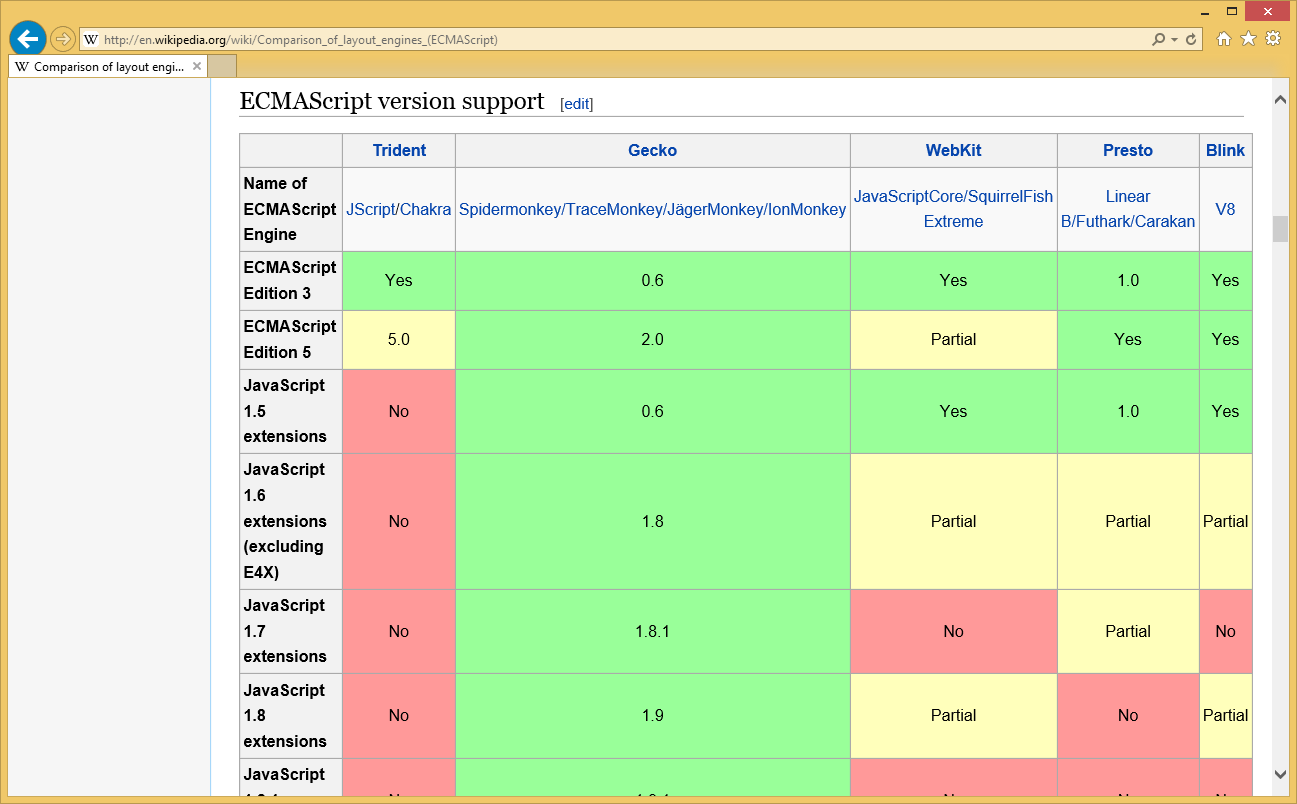 http://en.wikipedia.org/wiki/Comparison_of_layout_engines_(ECMAScript)
W Comparison of layout engi...
ECMAScript version support [edit]
Trident Gecko WebKit Presto Blink
Name of
ECMAScript
Engine
JScript/Chakra
Spidermonkey/TraceMonkey/JägerMonkey/IonMonkey
JavaScriptCore/SquirrelFish
Extreme
Linear
B/Futhark/Carakan
V8
ECMAScript
Edition 3
Yes 0.6 Yes 1.0 Yes
ECMAScript
Edition 5
5.0 2.0 Partial Yes Yes
JavaScript
1.5
extensions
No 0.6 Yes 1.0 Yes
JavaScript
1.6
extensions
(excluding
E4X)
No 1.8 Partial Partial Partial
JavaScript
1.7
extensions
No 1.8.1 No Partial No
JavaScript
1.8
extensions
No 1.9 Partial No Partial
JavaScript